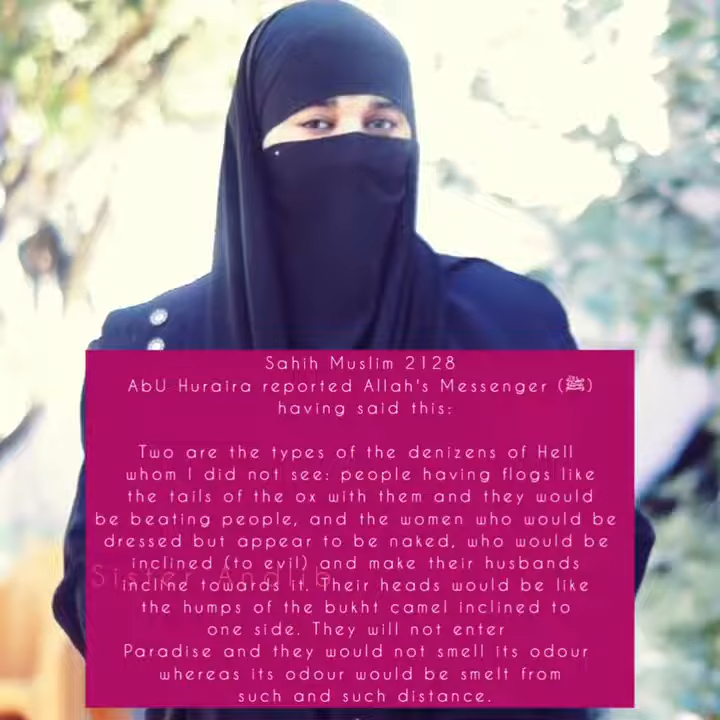 Sahih Muslim 2128
AbU Huraira reported Allah's Messenger (ﷺ)
having said this:
Two are the types of the denizens of Hell
whom I did not see: people having flogs like
the tails of the ox with them and they would
be beating people, and the women who would be
dressed but appear to be naked, who would be
inclined (to evil) and make their husbands
Sister Andlib
incline towards it. Their heads would be like
the humps of the bukht camel inclined to
one side. They will not enter
Paradise and they would not smell its odour
whereas its odour would be smelt from
such and such distance.